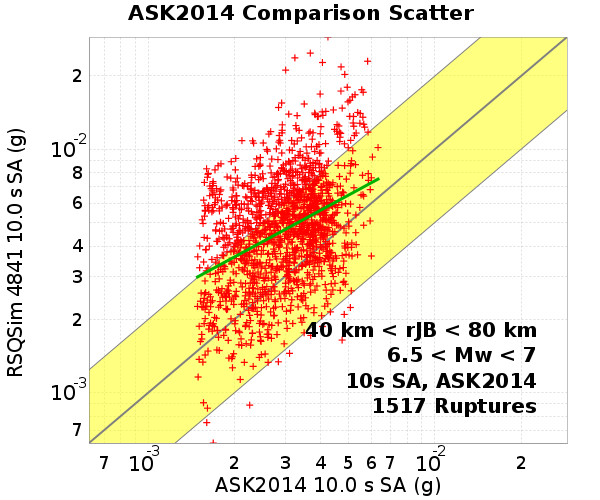 ASK2014 Comparison Scatter
RSQSim 4841 10.0 s SA (g)
2
10-2
8
6
4
3
2
10-3
7
40 km < rJB < 80 km
6.5 < Mw < 7
10s SA, ASK2014
1517 Ruptures
7 10-3 2 3 4 5 6 7 10-2 2
ASK2014 10.0 s SA (g)